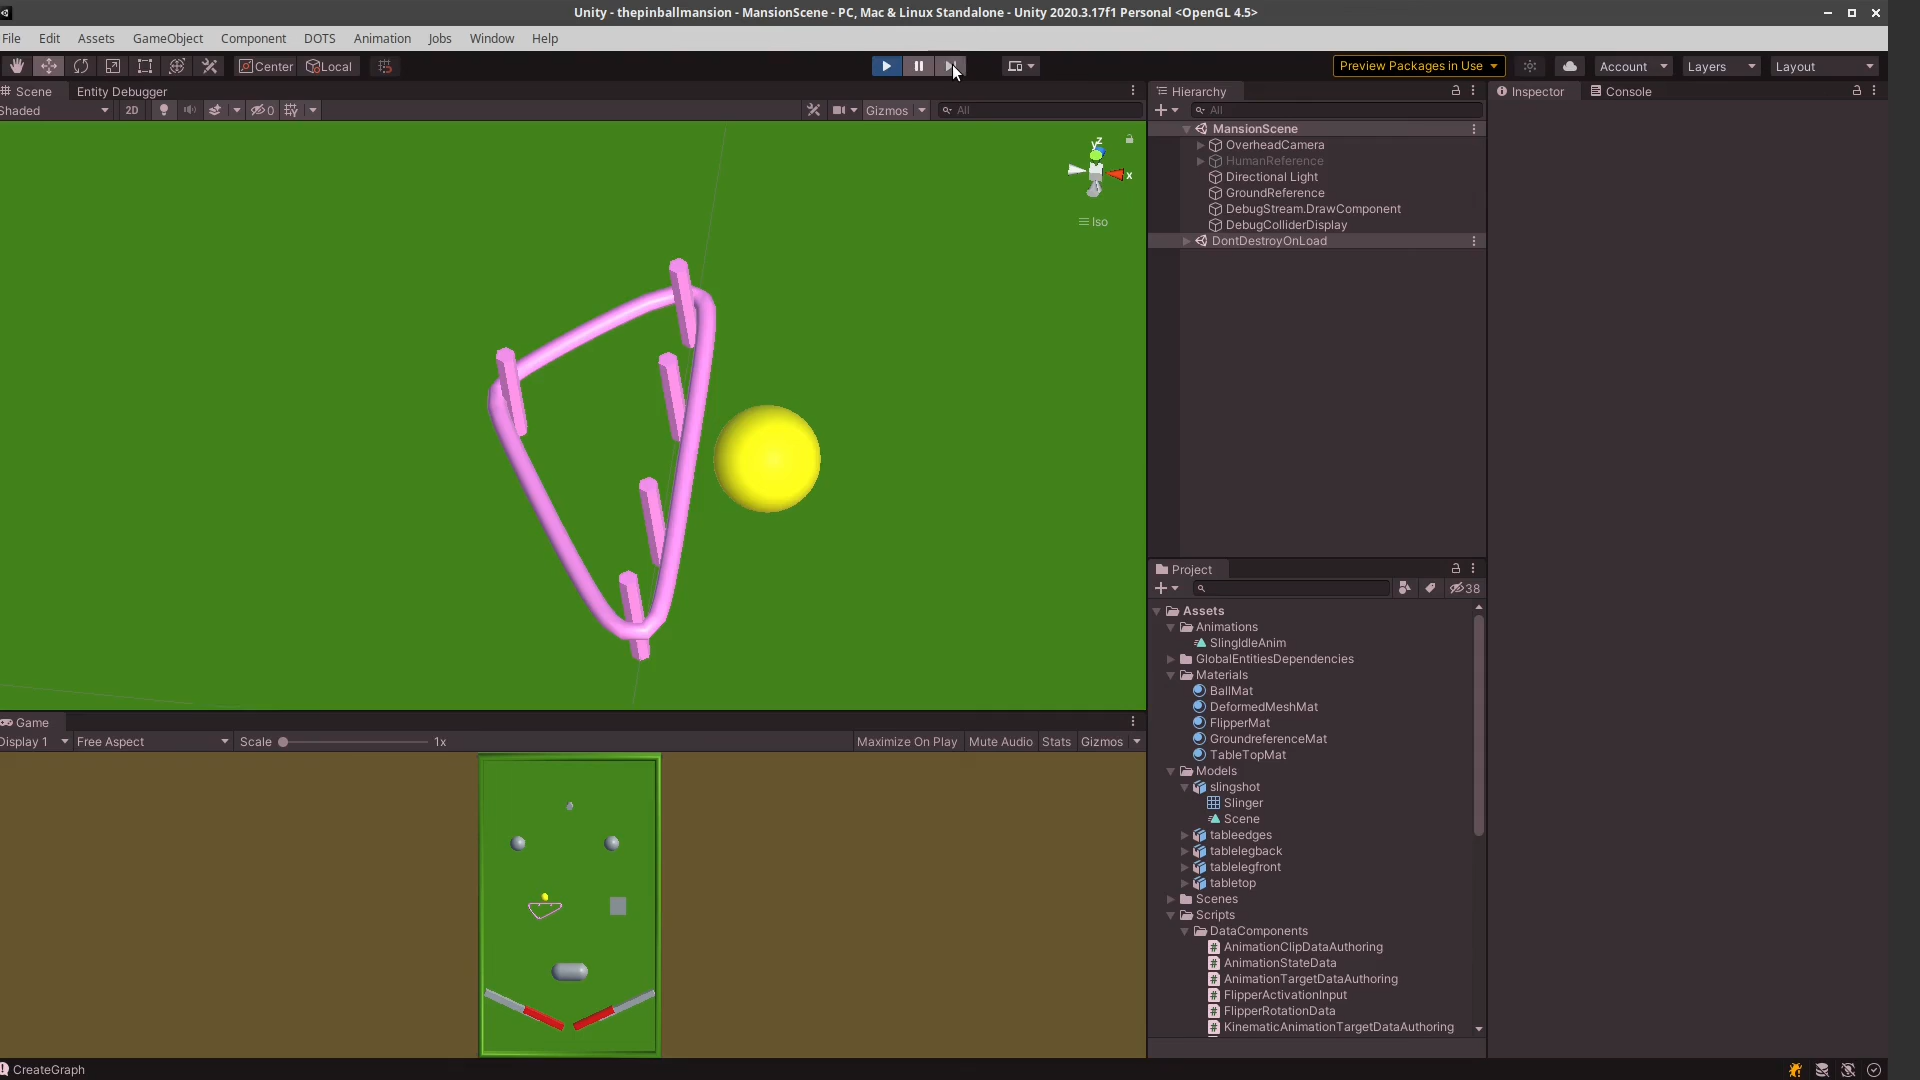 Unity - thepinballmansion - MansionScene - PC, Mac & Linux Standalone - Unity 2020.3.17f1 Personal <OpenGL 4.5>
File Edit Assets GameObject Component DOTS Animation Jobs Window Help
Center Local Preview Packages in Use Account Layers Layout
Scene Entity Debugger
Shaded 2D 0 Gizmos All
y z
x
Iso
Hierarchy
All
MansionScene
OverheadCamera
HumanReference
Directional Light
GroundReference
DebugStream.DrawComponent
DebugColliderDisplay
DontDestroyOnLoad
Inspector Console
Game
Display 1 Free Aspect Scale 1x Maximize On Play Mute Audio Stats Gizmos
Project
38
Assets
Animations
SlingIdleAnim
GlobalEntitiesDependencies
Materials
BallMat
DeformedMeshMat
FlipperMat
GroundreferenceMat
TableTopMat
Models
slingshot
Slinger
Scene
tableedges
tablelegback
tablelegfront
tabletop
Scenes
Scripts
DataComponents
AnimationClipDataAuthoring
AnimationStateData
AnimationTargetDataAuthoring
FlipperActivationInput
FlipperRotationData
KinematicAnimationTargetDataAuthoring
CreateGraph